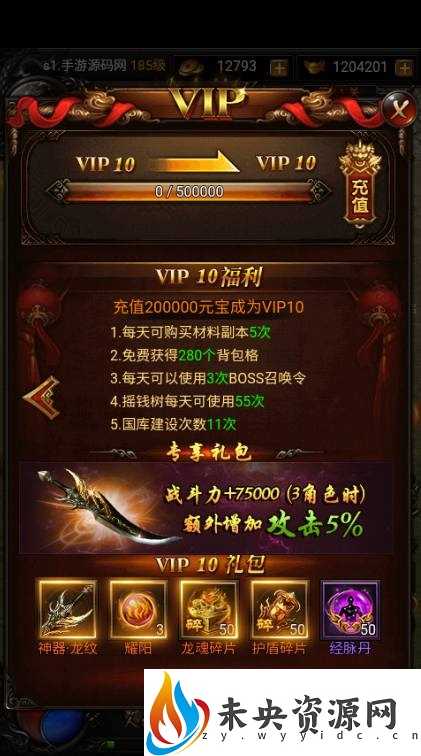 s1.手游源码网 185级 12793 1204201
VIP
VIP 10 VIP 10
0 / 500000
充值
VIP 10福利
充值200000元宝成为VIP10
1.每天可购买材料副本5次
2.免费获得280个背包格
3.每天可以使用3次BOSS召唤令
4.摇钱树每天可使用55次
5.国库建设次数11次
专享礼包
战斗力+75000 (3角色时)
额外增加 攻击5%
VIP 10 礼包
3 碎 50 碎 50 50
神器·龙纹 耀阳 龙魂碎片 护盾碎片 经脉丹
未央资源网
zy.wyyidc.cn